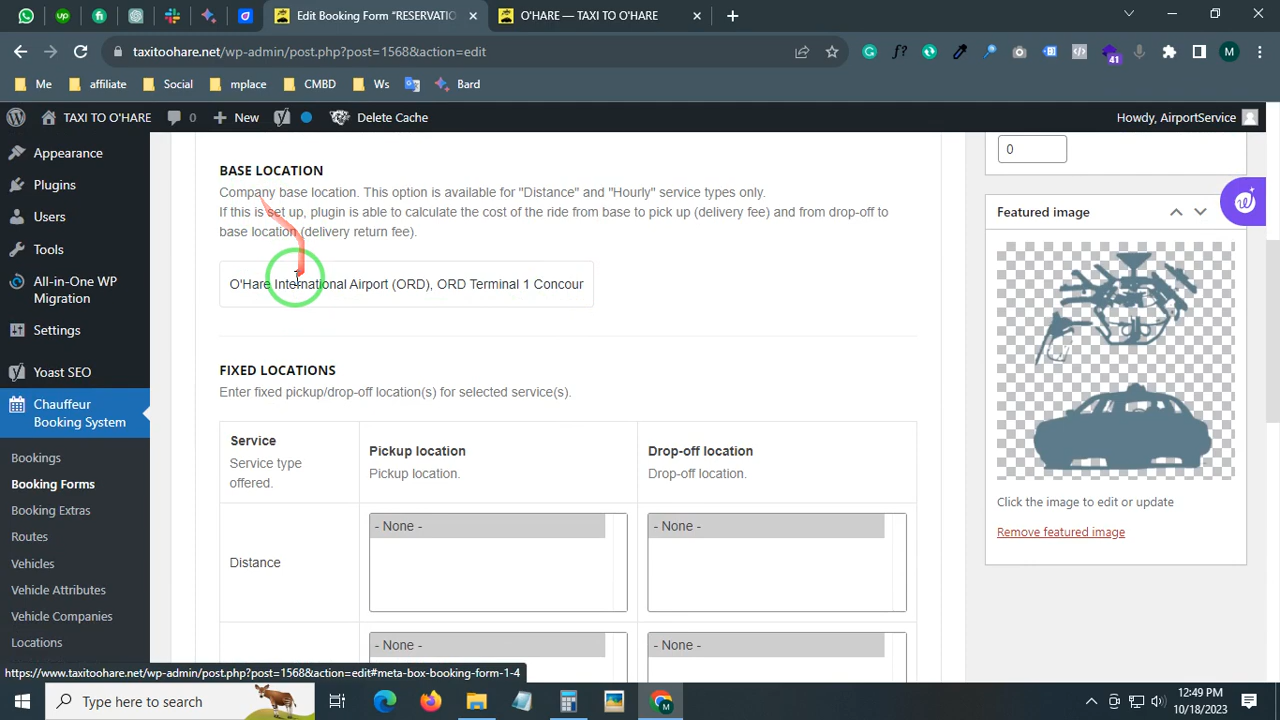 Edit Booking Form “RESERVATIO
O'HARE — TAXI TO O'HARE
taxitoohare.net/wp-admin/post.php?post=1568&action=edit
41
M
Me
affiliate
Social
mplace
CMBD
Ws
Bard
TAXI TO O'HARE
0
New
Delete Cache
Howdy, AirportService
Appearance
Plugins
Users
Tools
All-in-One WP
Migration
Settings
Yoast SEO
Chauffeur
Booking System
Bookings
Booking Forms
Booking Extras
Routes
Vehicles
Vehicle Attributes
Vehicle Companies
Locations
BASE LOCATION
Company base location. This option is available for "Distance" and "Hourly" service types only.
If this is set up, plugin is able to calculate the cost of the ride from base to pick up (delivery fee) and from drop-off to
base location (delivery return fee).
O'Hare International Airport (ORD), ORD Terminal 1 Concour
FIXED LOCATIONS
Enter fixed pickup/drop-off location(s) for selected service(s).
Service
Service type
offered.
Pickup location
Pickup location.
Drop-off location
Drop-off location.
Distance
- None -
- None -
- None -
- None -
0
Featured image
Click the image to edit or update
Remove featured image
https://www.taxitoohare.net/wp-admin/post.php?post=1568&action=edit#meta-box-booking-form-1-4
Type here to search
12:49 PM
10/18/2023